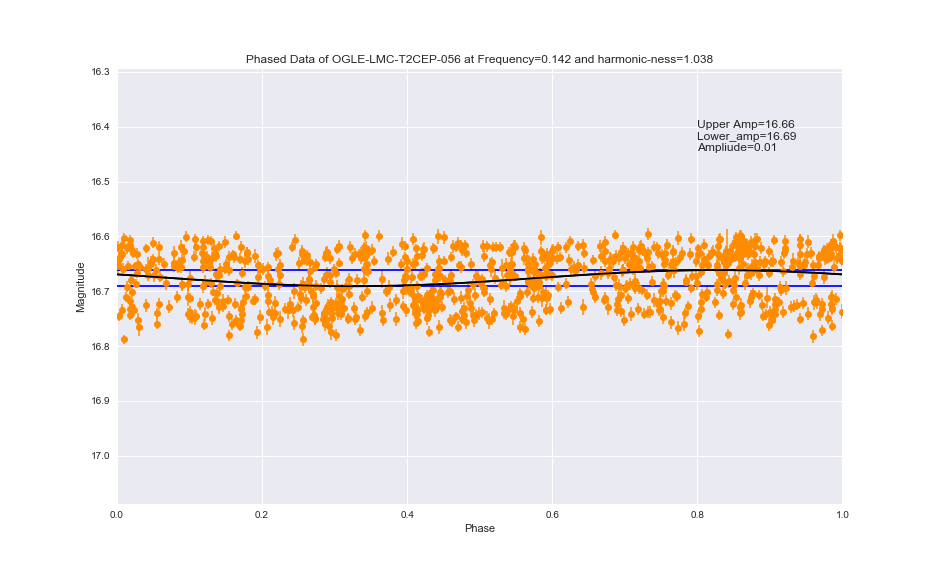 Phased Data of OGLE-LMC-T2CEP-056 at Frequency=0.142 and harmonic-ness=1.038
16.3
16.4
16.5
16.6
16.7
16.8
16.9
17.0
Magnitude
Upper Amp=16.66
Lower_amp=16.69
Ampliude=0.01
0.0 0.2 0.4 0.6 0.8 1.0
Phase